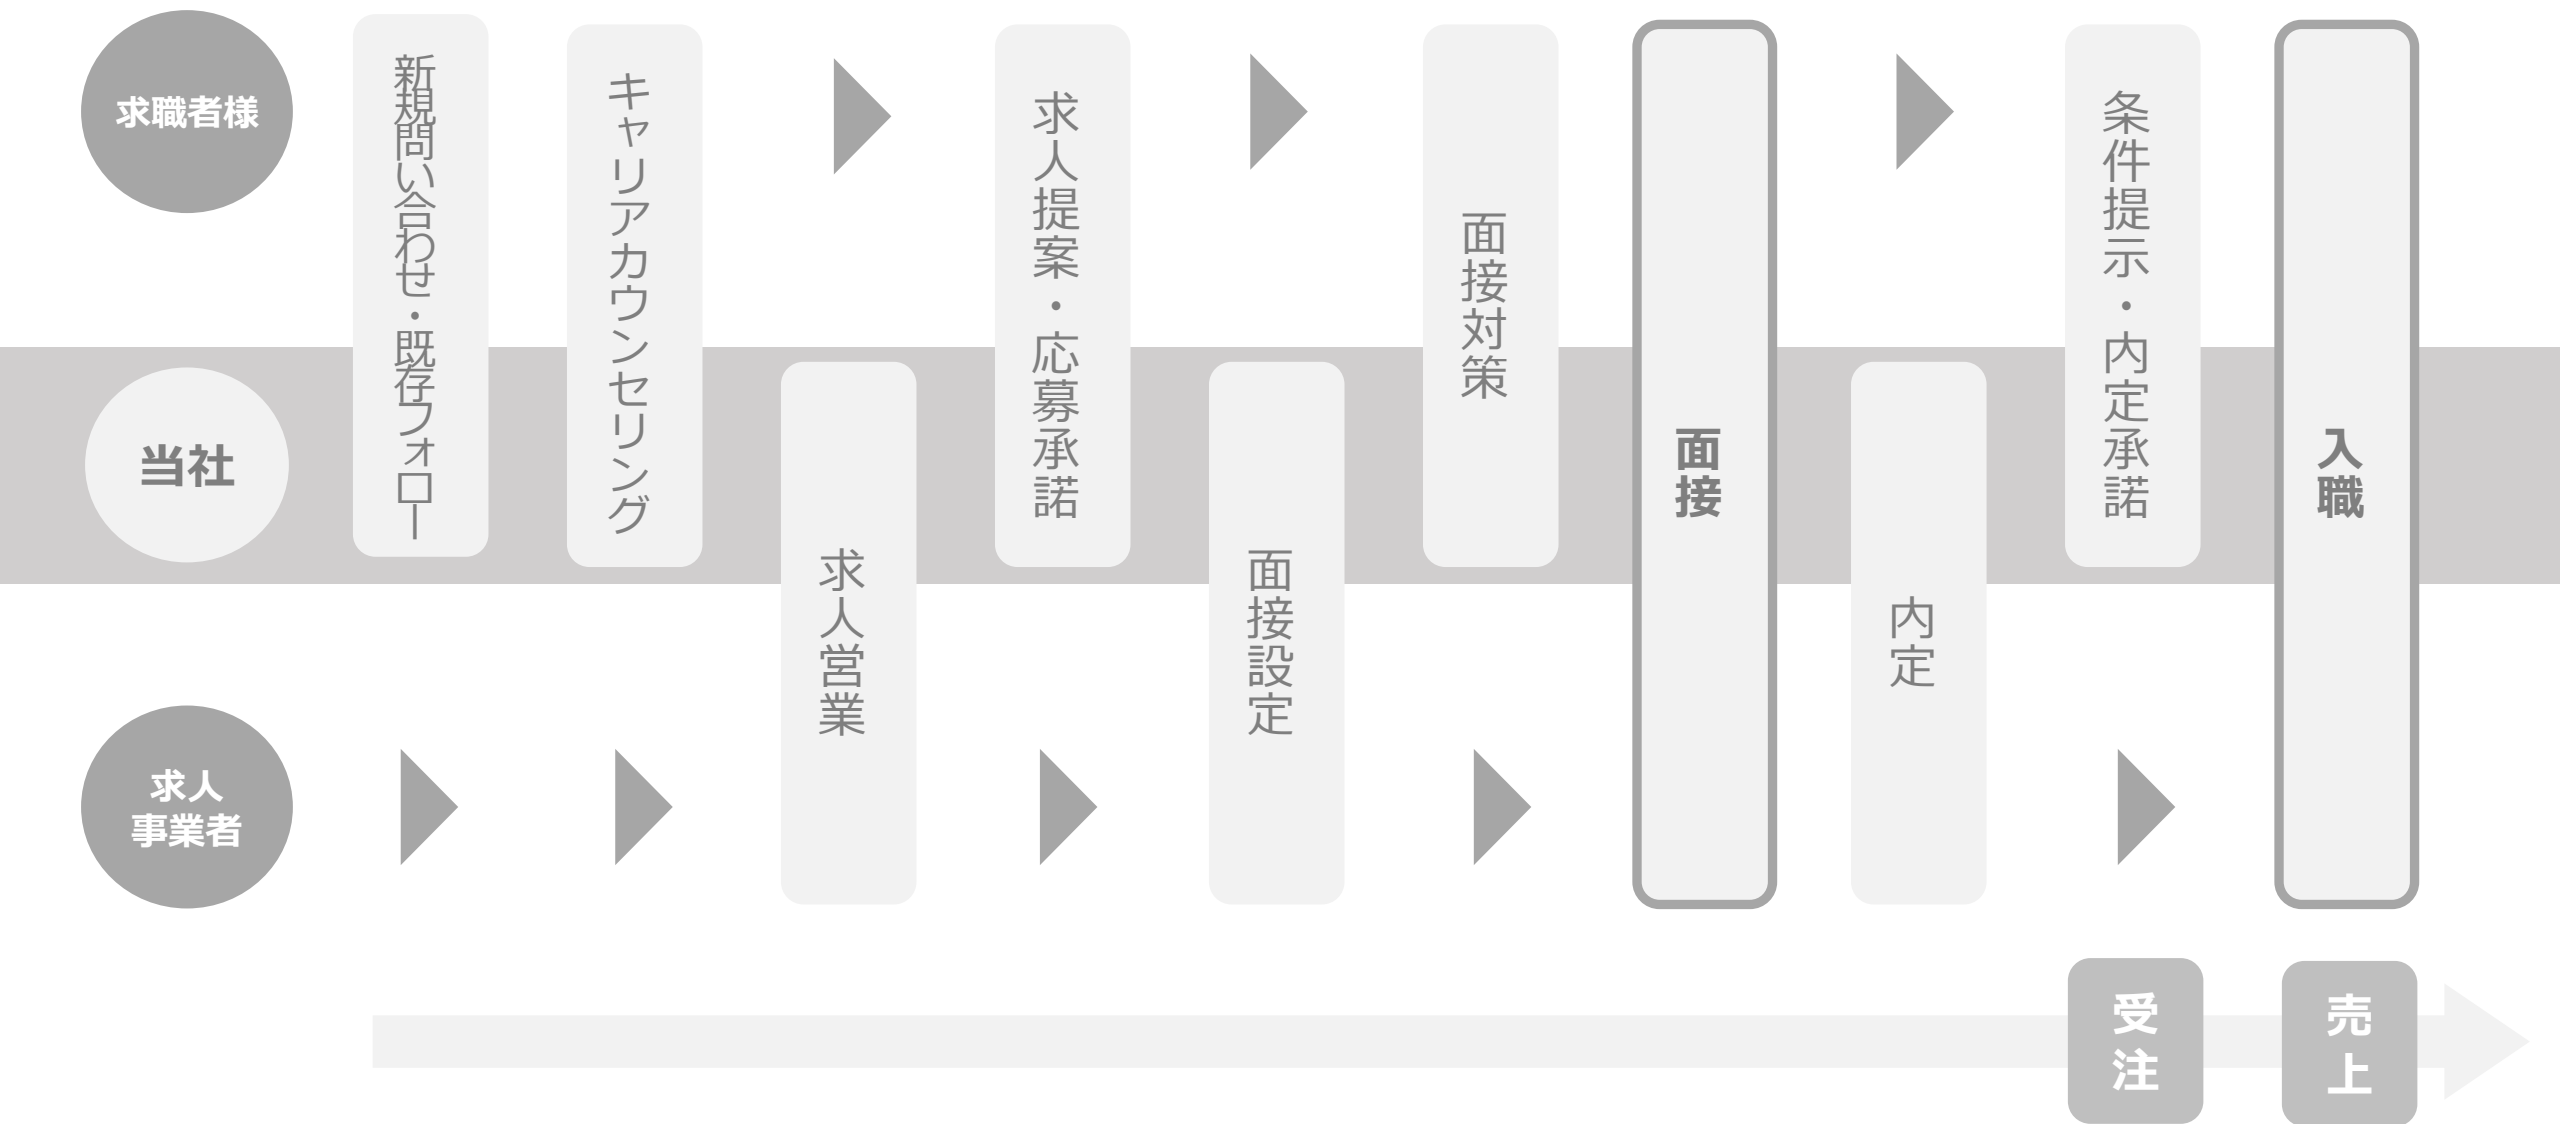 求職者様
当社
求人
事業者
新規問い合わせ・既存フォロー
キャリアカウンセリング
求人営業
求人提案・応募承諾
面接設定
面接対策
面接
内定
条件提示・内定承諾
入職
受注
売上